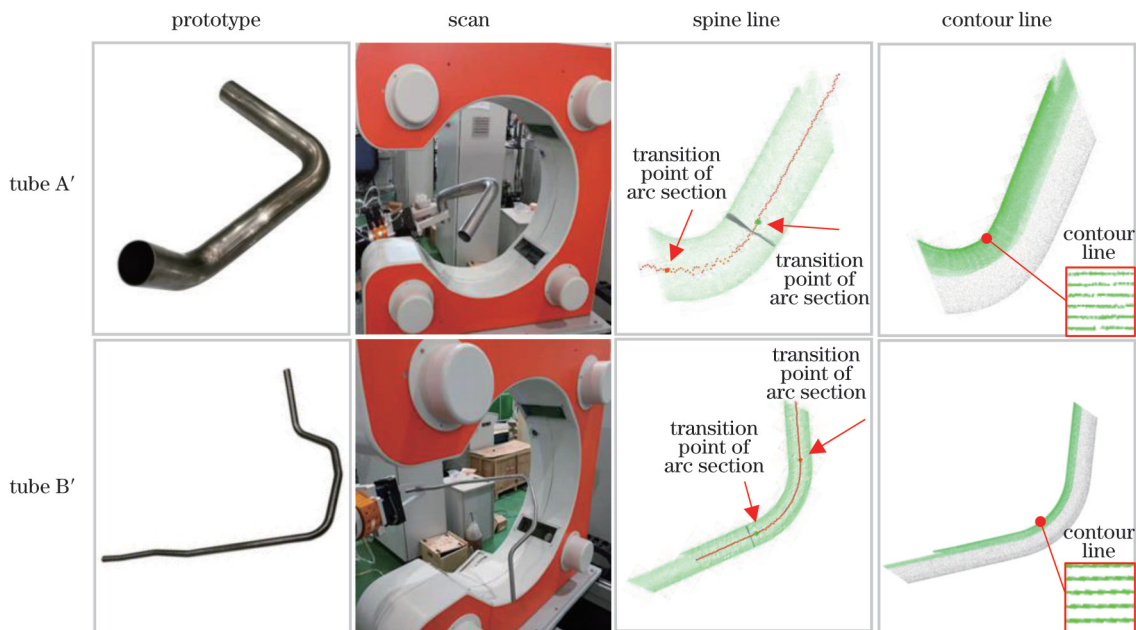 prototype
scan
spine line
contour line
tube A′
transition
point of
arc section
transition
point of
arc section
contour
line
tube B′
transition
point of
arc section
transition
point of
arc section
contour
line